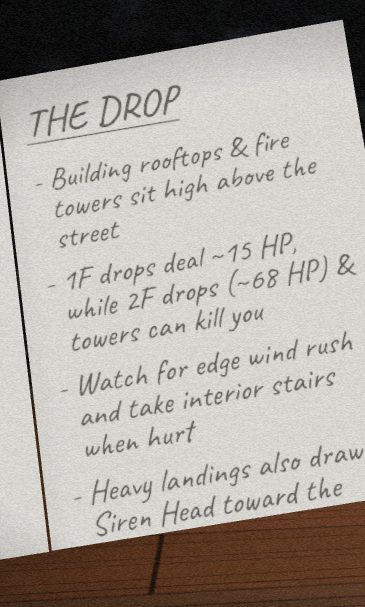 THE DROP
- Building rooftops & fire
towers sit high above the
street
- 1F drops deal ~15 HP,
while 2F drops (~68 HP) &
towers can kill you
- Watch for edge wind rush
and take interior stairs
when hurt
- Heavy landings also draw
Siren Head toward the